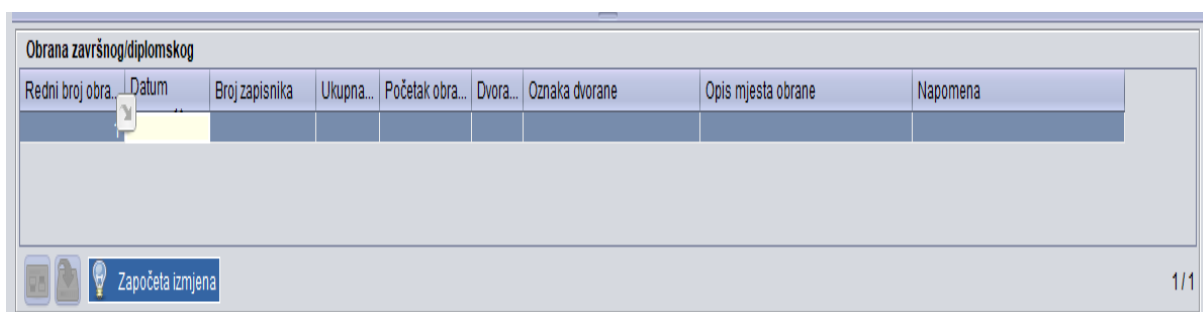 Obrana završnog/diplomskog
Redni broj obra... Datum Broj zapisnika Ukupna... Početak obra... Dvora... Oznaka dvorane Opis mjesta obrane Napomena
1
Započeta izmjena
1/1